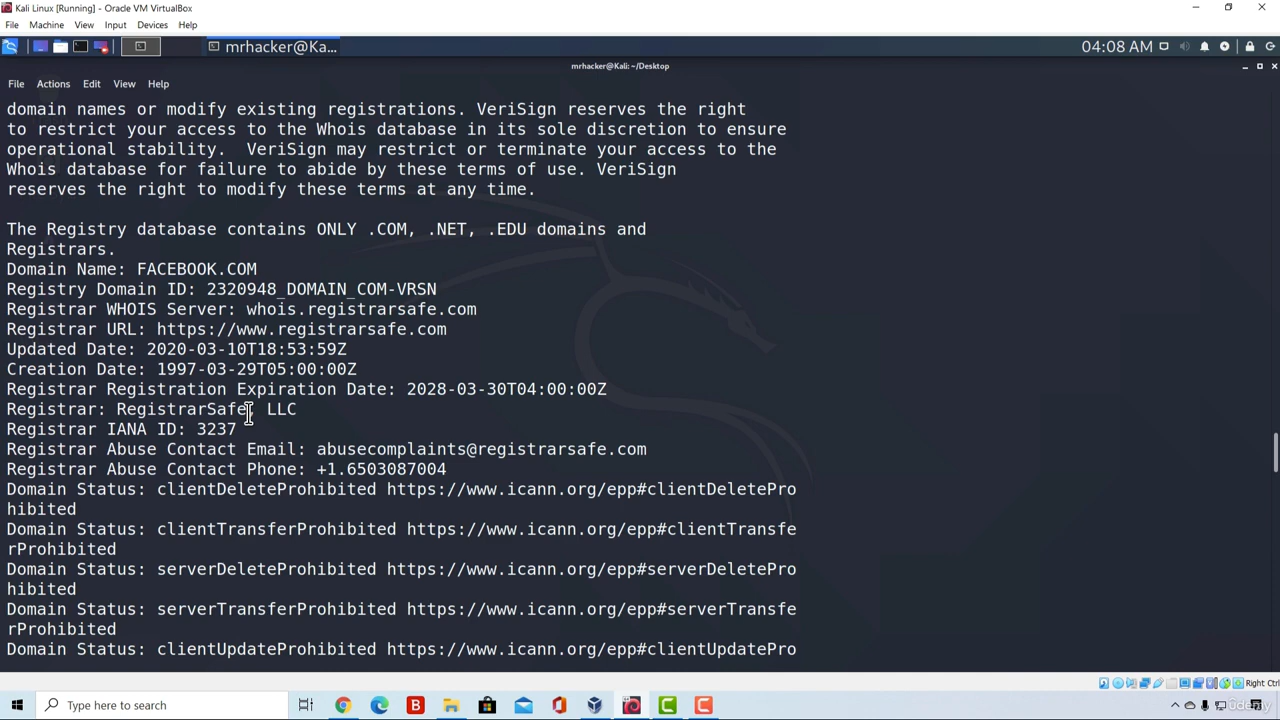 Kali Linux [Running] - Oracle VM VirtualBox
File Machine View Input Devices Help
mrhacker@Ka...
04:08 AM
mrhacker@Kali: ~/Desktop
File Actions Edit View Help
domain names or modify existing registrations. VeriSign reserves the right
to restrict your access to the Whois database in its sole discretion to ensure
operational stability.  VeriSign may restrict or terminate your access to the
Whois database for failure to abide by these terms of use. VeriSign
reserves the right to modify these terms at any time.
The Registry database contains ONLY .COM, .NET, .EDU domains and
Registrars.
Domain Name: FACEBOOK.COM
Registry Domain ID: 2320948_DOMAIN_COM-VRSN
Registrar WHOIS Server: whois.registrarsafe.com
Registrar URL: https://www.registrarsafe.com
Updated Date: 2020-03-10T18:53:59Z
Creation Date: 1997-03-29T05:00:00Z
Registrar Registration Expiration Date: 2028-03-30T04:00:00Z
Registrar: RegistrarSafe, LLC
Registrar IANA ID: 3237
Registrar Abuse Contact Email: abusecomplaints@registrarsafe.com
Registrar Abuse Contact Phone: +1.6503087004
Domain Status: clientDeleteProhibited https://www.icann.org/epp#clientDeletePro
hibited
Domain Status: clientTransferProhibited https://www.icann.org/epp#clientTransfe
rProhibited
Domain Status: serverDeleteProhibited https://www.icann.org/epp#serverDeletePro
hibited
Domain Status: serverTransferProhibited https://www.icann.org/epp#serverTransfe
rProhibited
Domain Status: clientUpdateProhibited https://www.icann.org/epp#clientUpdatePro
Right Ctrl
Type here to search
Udemy